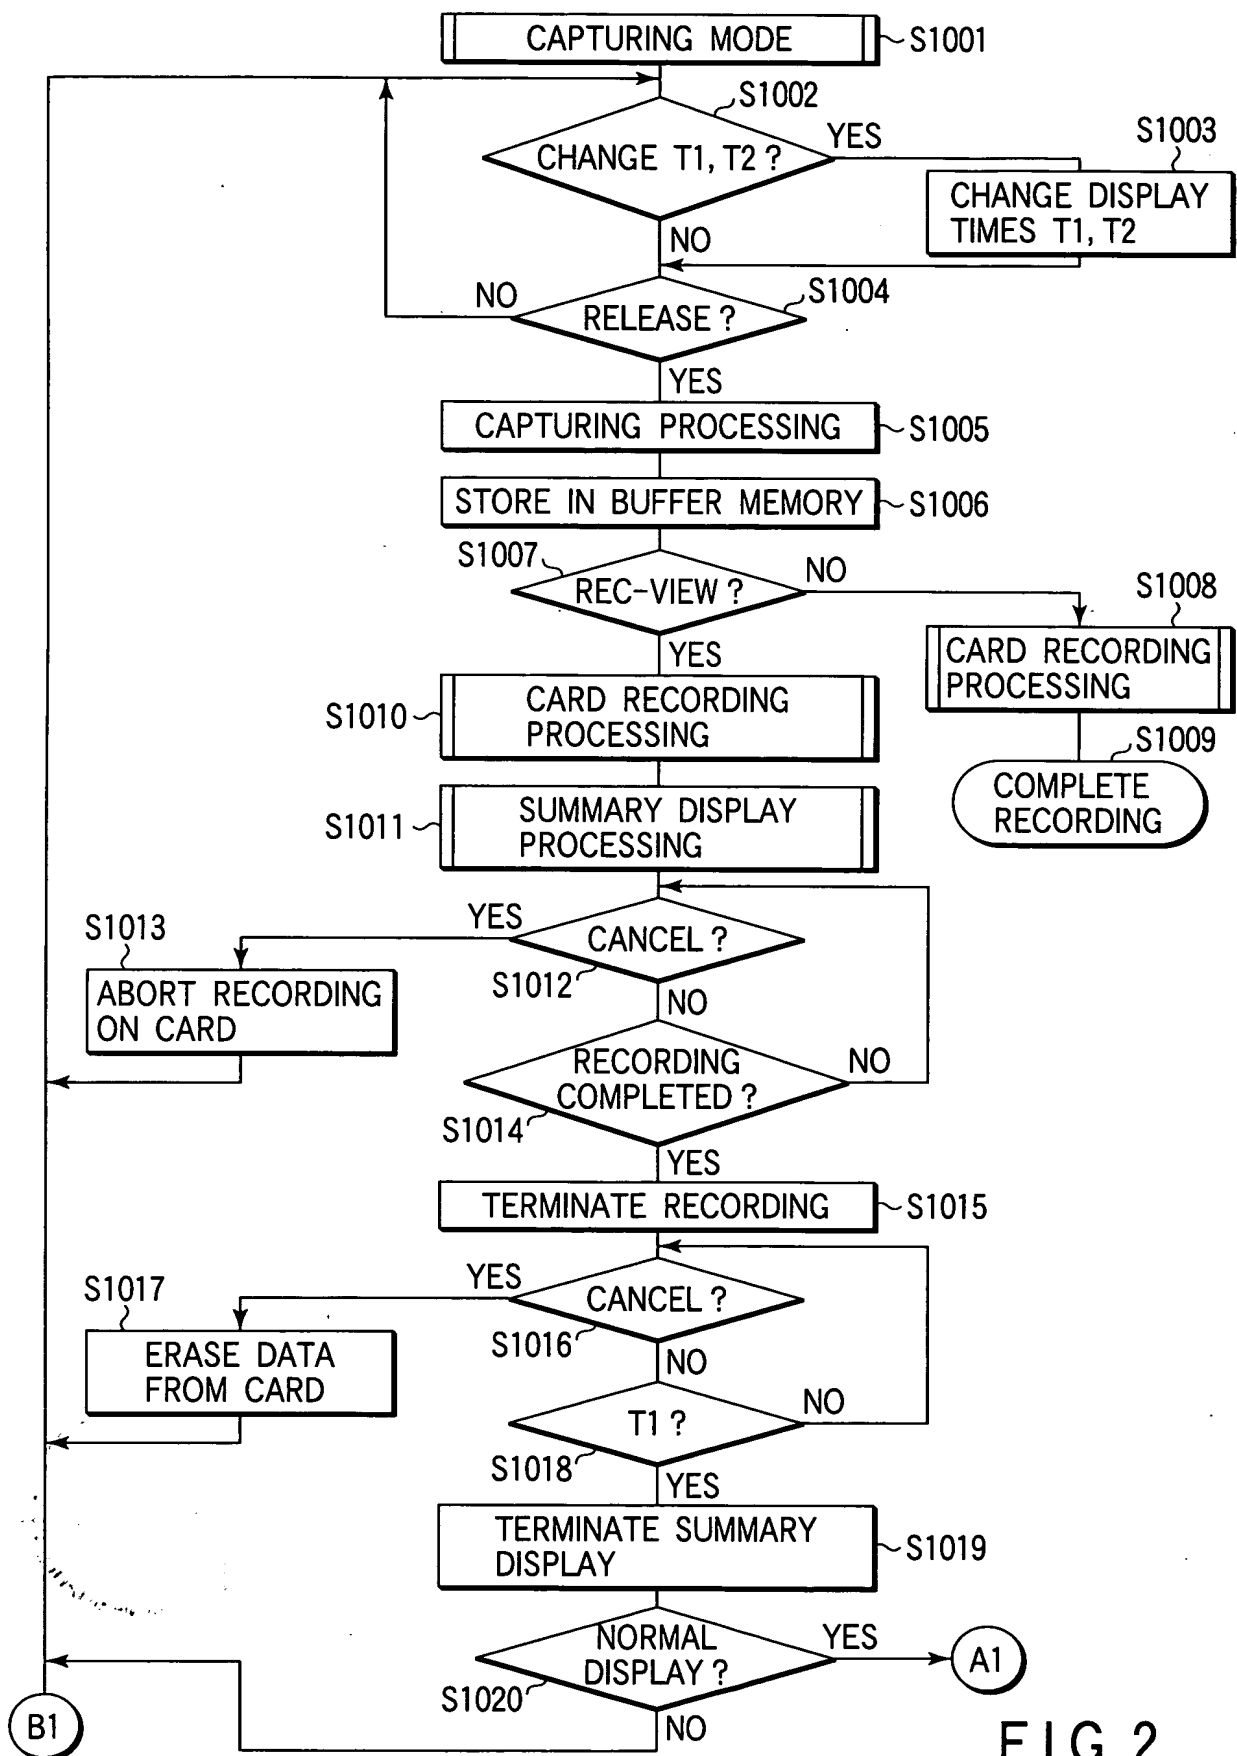 CAPTURING MODE
S1001
S1002
CHANGE T1, T2 ?
YES
S1003
CHANGE DISPLAY
TIMES T1, T2
NO
S1004
NO
RELEASE ?
YES
CAPTURING PROCESSING
S1005
STORE IN BUFFER MEMORY
S1006
S1007
REC-VIEW ?
NO
S1008
CARD RECORDING
PROCESSING
YES
S1010
CARD RECORDING
PROCESSING
S1009
COMPLETE
RECORDING
S1011
SUMMARY DISPLAY
PROCESSING
YES
CANCEL ?
S1012
S1013
ABORT RECORDING
ON CARD
NO
RECORDING
COMPLETED ?
NO
S1014
YES
TERMINATE RECORDING
S1015
YES
CANCEL ?
S1016
S1017
ERASE DATA
FROM CARD
NO
T1 ?
NO
S1018
YES
TERMINATE SUMMARY
DISPLAY
S1019
NORMAL
DISPLAY ?
YES
A1
S1020
NO
B1
FIG. 2